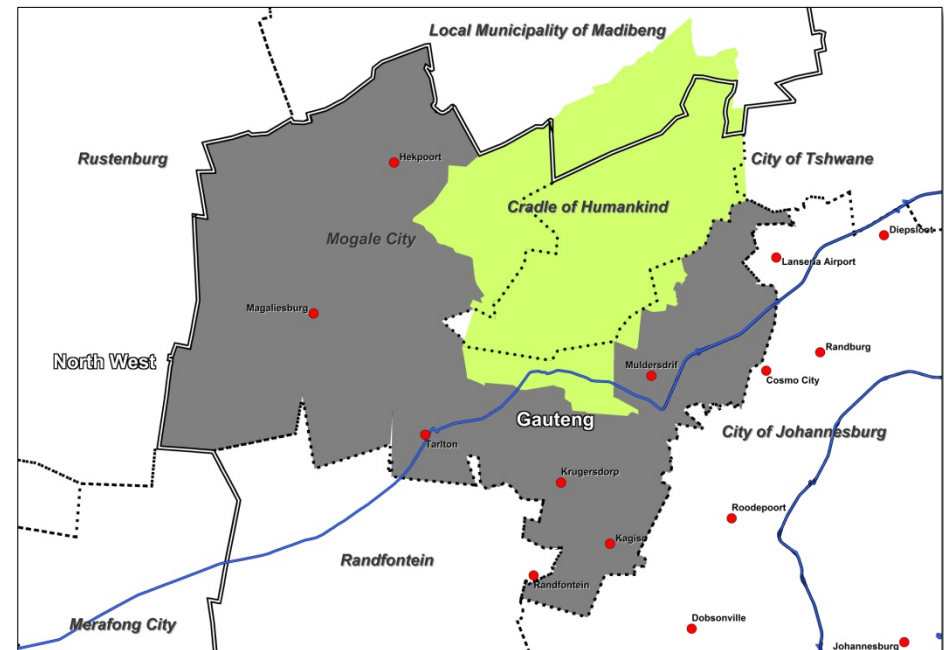 Local Municipality of Madibeng
Rustenburg
Hekpoort
City of Tshwane
Cradle of Humankind
Mogale City
Diepsloot
Lanseria Airport
Magaliesburg
North West
Randburg
Muldersdrif
Cosmo City
Gauteng
City of Johannesburg
Tarlton
Krugersdorp
Roodepoort
Kagiso
Randfontein
Randfontein
Merafong City
Dobsonville
Johannesburg